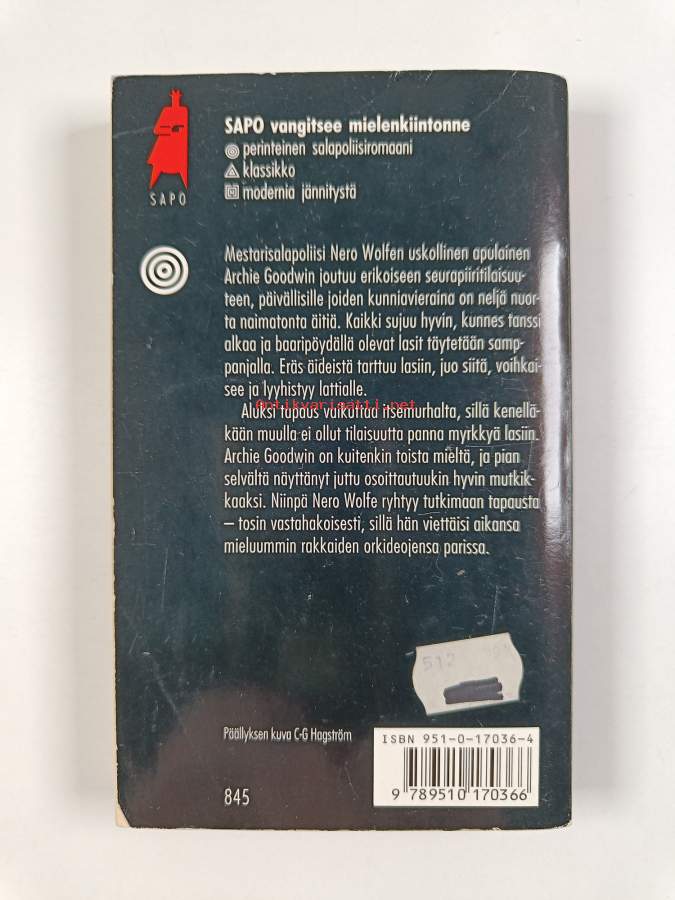 SAPO vangitsee mielenkiintonne
perinteinen salapoliisiromaani
klassikko
modernia jännitystä
SAPO
Mestarisalapoliisi Nero Wolfen uskollinen apulainen
Archie Goodwin joutuu erikoiseen seurapiiritilaisuu-
teen, päivällisille joiden kunniavieraina on neljä nuor-
ta naimatonta äitiä. Kaikki sujuu hyvin, kunnes tanssi
alkaa ja baaripöydällä olevat lasit täytetään samp-
panjalla. Eräs äideistä tarttuu lasiin, juo siitä, voihkai-
see ja lyyhistyy lattialle.
Antikvariaatti.net
Aluksi tapaus vaikuttaa itsemurhalta, sillä kenellä-
kään muulla ei ollut tilaisuutta panna myrkkyä lasiin.
Archie Goodwin on kuitenkin toista mieltä, ja pian
selvältä näyttänyt juttu osoittautuukin hyvin mutkik-
kaaksi. Niinpä Nero Wolfe ryhtyy tutkimaan tapausta
– tosin vastahakoisesti, sillä hän viettäisi aikansa
mieluummin rakkaiden orkideojensa parissa.
512
Päällyksen kuva C-G Hagström
ISBN 951-0-17036-4
845
9 789510 170366